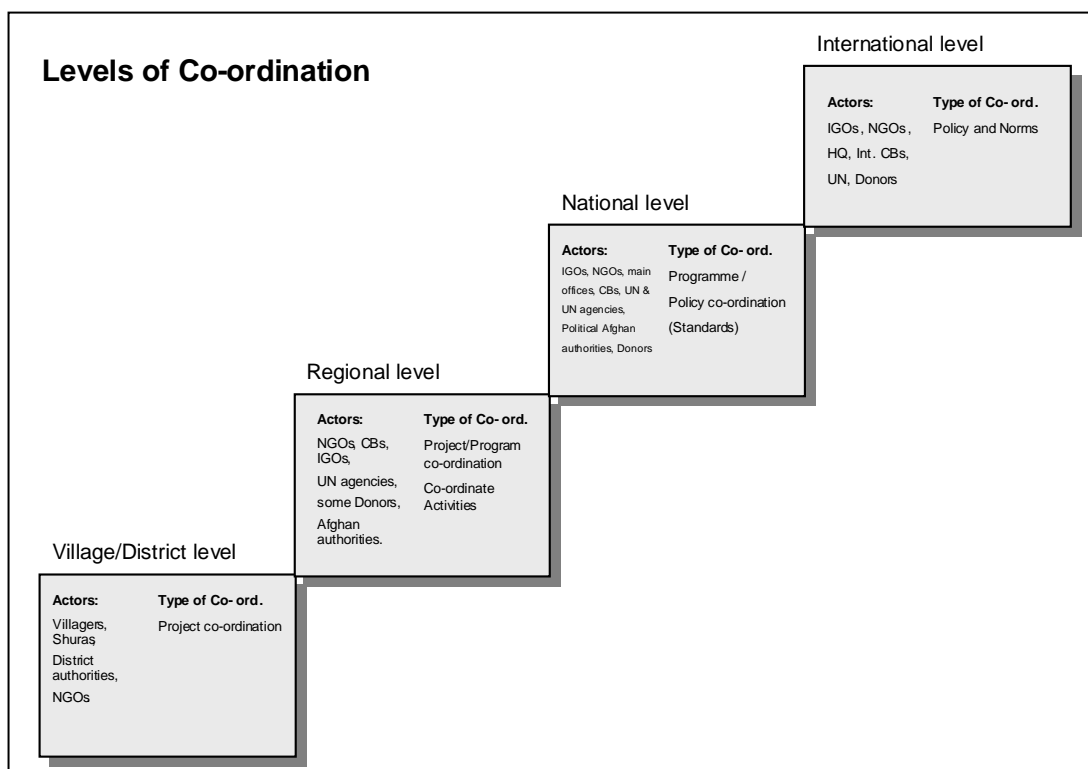 Levels of Co-ordination
International level
Actors:
IGOs, NGOs,
HQ, Int. CBs,
UN, Donors
Type of Co-ord.
Policy and Norms
National level
Actors:
IGOs, NGOs, main
offices, CBs, UN &
UN agencies,
Political Afghan
authorities, Donors
Type of Co-ord.
Programme /
Policy co-ordination
(Standards)
Regional level
Actors:
NGOs, CBs,
IGOs,
UN agencies,
some Donors,
Afghan
authorities.
Type of Co-ord.
Project/Program
co-ordination
Co-ordinate
Activities
Village/District level
Actors:
Villagers,
Shuras,
District
authorities,
NGOs
Type of Co-ord.
Project co-ordination